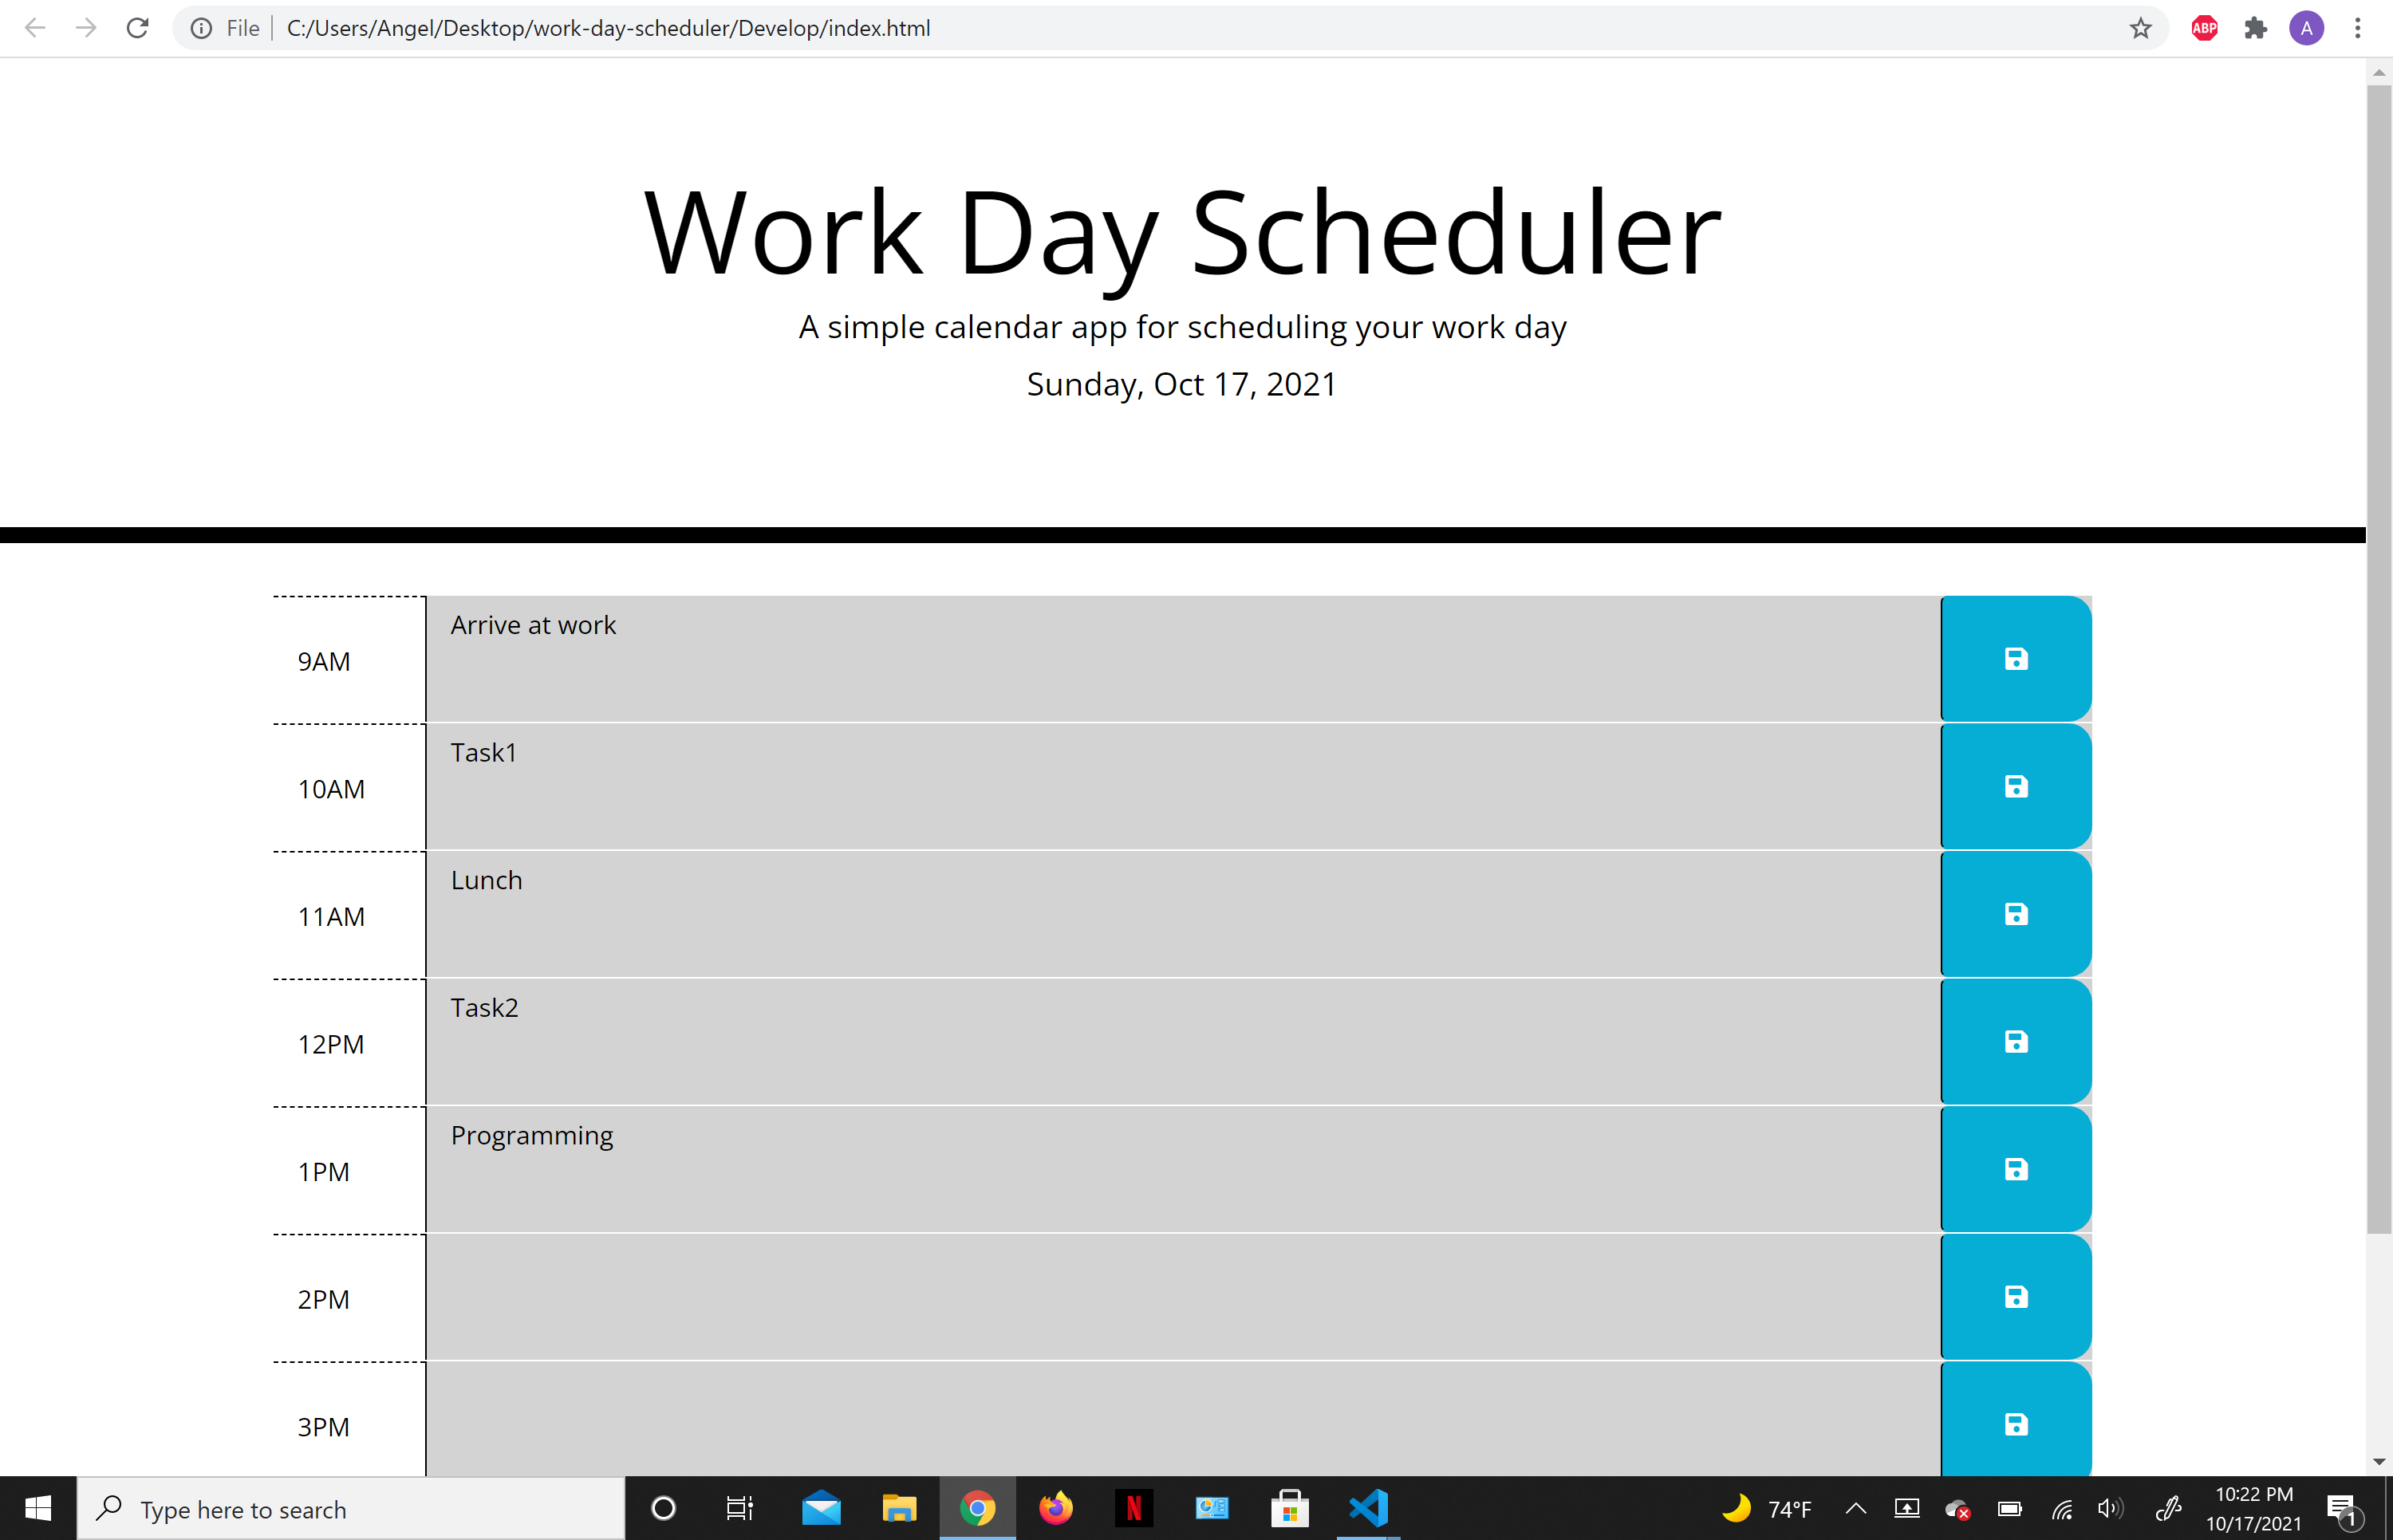 File C:/Users/Angel/Desktop/work-day-scheduler/Develop/index.html
ABP
A
Work Day Scheduler
A simple calendar app for scheduling your work day
Sunday, Oct 17, 2021
Arrive at work
9AM
Task1
10AM
Lunch
11AM
Task2
12PM
Programming
1PM
2PM
3PM
Type here to search
N
74°F
10:22 PM
10/17/2021
1